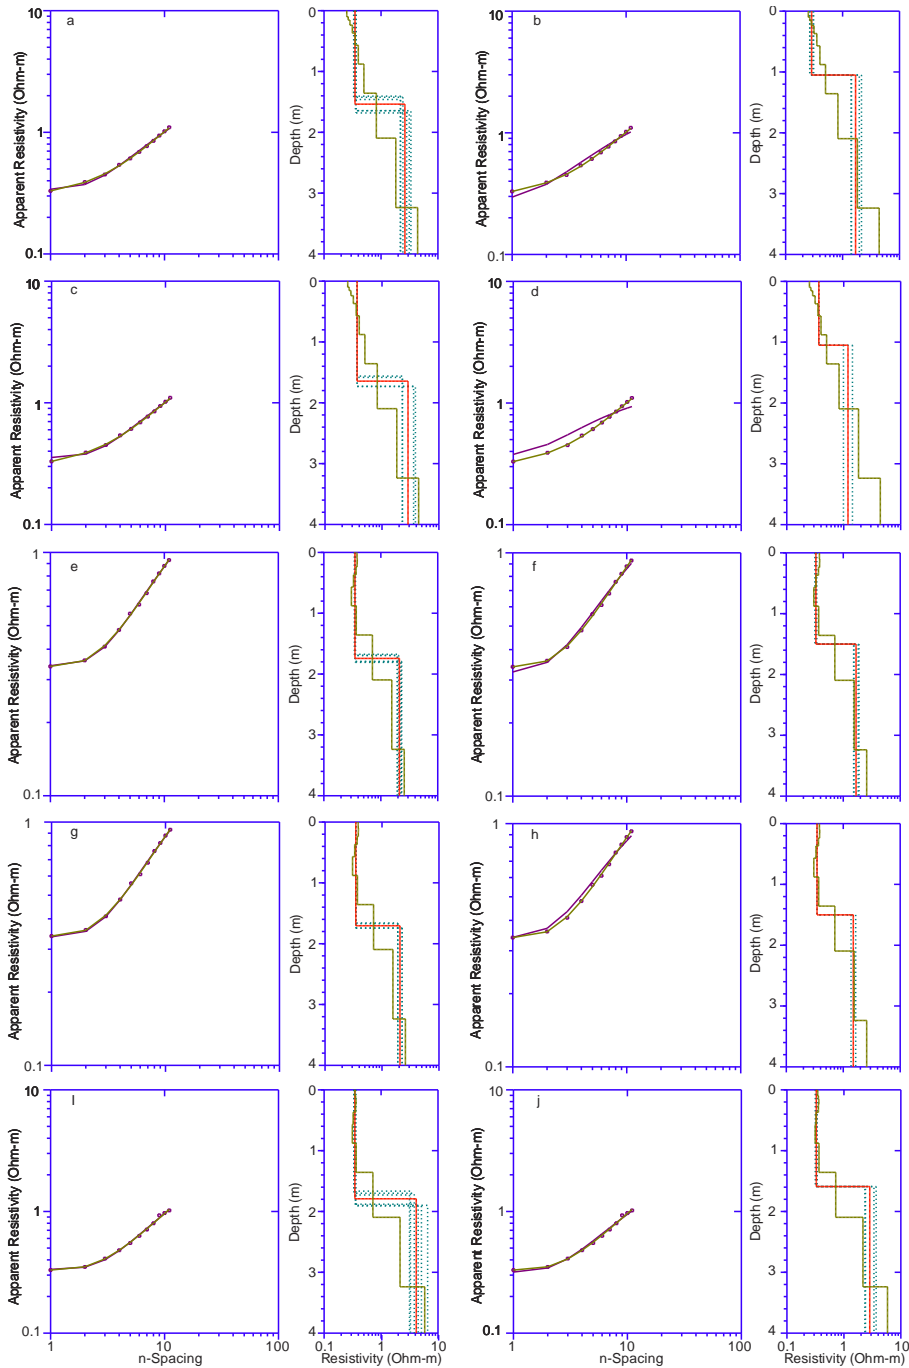 a
Apparent Resistivity (Ohm-m)
10
1
0.1
Depth (m)
0
1
2
3
4
b
Apparent Resistivity (Ohm-m)
10
1
0.1
Depth (m)
0
1
2
3
4
c
Apparent Resistivity (Ohm-m)
10
1
0.1
Depth (m)
0
1
2
3
4
d
Apparent Resistivity (Ohm-m)
10
1
0.1
Depth (m)
0
1
2
3
4
e
Apparent Resistivity (Ohm-m)
1
0.1
Depth (m)
0
1
2
3
4
f
Apparent Resistivity (Ohm-m)
1
0.1
Depth (m)
0
1
2
3
4
g
Apparent Resistivity (Ohm-m)
1
0.1
Depth (m)
0
1
2
3
4
h
Apparent Resistivity (Ohm-m)
1
0.1
Depth (m)
0
1
2
3
4
I
Apparent Resistivity (Ohm-m)
10
1
0.1
1 10 100
n-Spacing
Depth (m)
0
1
2
3
4
0.1 1 10
Resistivity (Ohm-m)
j
Apparent Resistivity (Ohm-m)
10
1
0.1
1 10 100
n-Spacing
Depth (m)
0
1
2
3
4
0.1 1 10
Resistivity (Ohm-m)